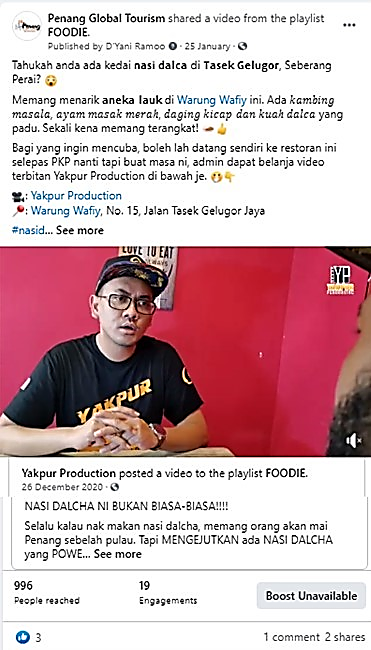 Penang Global Tourism shared a video from the playlist
FOODIE.
Published by D'Yani Ramoo · 25 January ·
Tahukah anda ada kedai nasi dalca di Tasek Gelugor, Seberang
Perai? 😧
Memang menarik aneka lauk di Warung Wafiy ini. Ada kambing
masala, ayam masak merah, daging kicap dan kuah dalca yang
padu. Sekali kena memang terangkat! 👍
Bagi yang ingin mencuba, boleh lah datang sendiri ke restoran ini
selepas PKP nanti tapi buat masa ni, admin dapat belanja video
terbitan Yakpur Production di bawah je. 👇
🎥: Yakpur Production
📍: Warung Wafiy, No. 15, Jalan Tasek Gelugor Jaya
#nasid... See more
LOVE TO EAT
ALWAYS
YP
YAKPUR
YAKPUR
Yakpur Production posted a video to the playlist FOODIE.
26 December 2020 ·
NASI DALCHA NI BUKAN BIASA-BIASA!!!!
Selalu kalau nak makan nasi dalcha, memang orang akan mai
Penang sebelah pulau. Tapi MENGEJUTKAN ada NASI DALCHA
yang POWE... See more
996
People reached
19
Engagements
Boost Unavailable
3
1 comment 2 shares